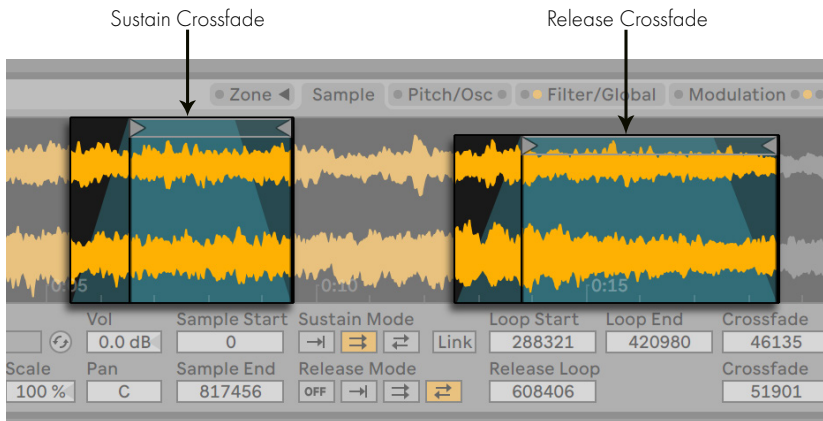 Sustain Crossfade Release Crossfade
Zone Sample Pitch/Osc Filter/Global Modulation
0:05 0:10 0:15
Vol Sample Start Sustain Mode Loop Start Loop End Crossfade
0.0 dB 0 Link 288321 420980 46135
Scale Pan Sample End Release Mode Release Loop Crossfade
100 % C 817456 OFF 608406 51901